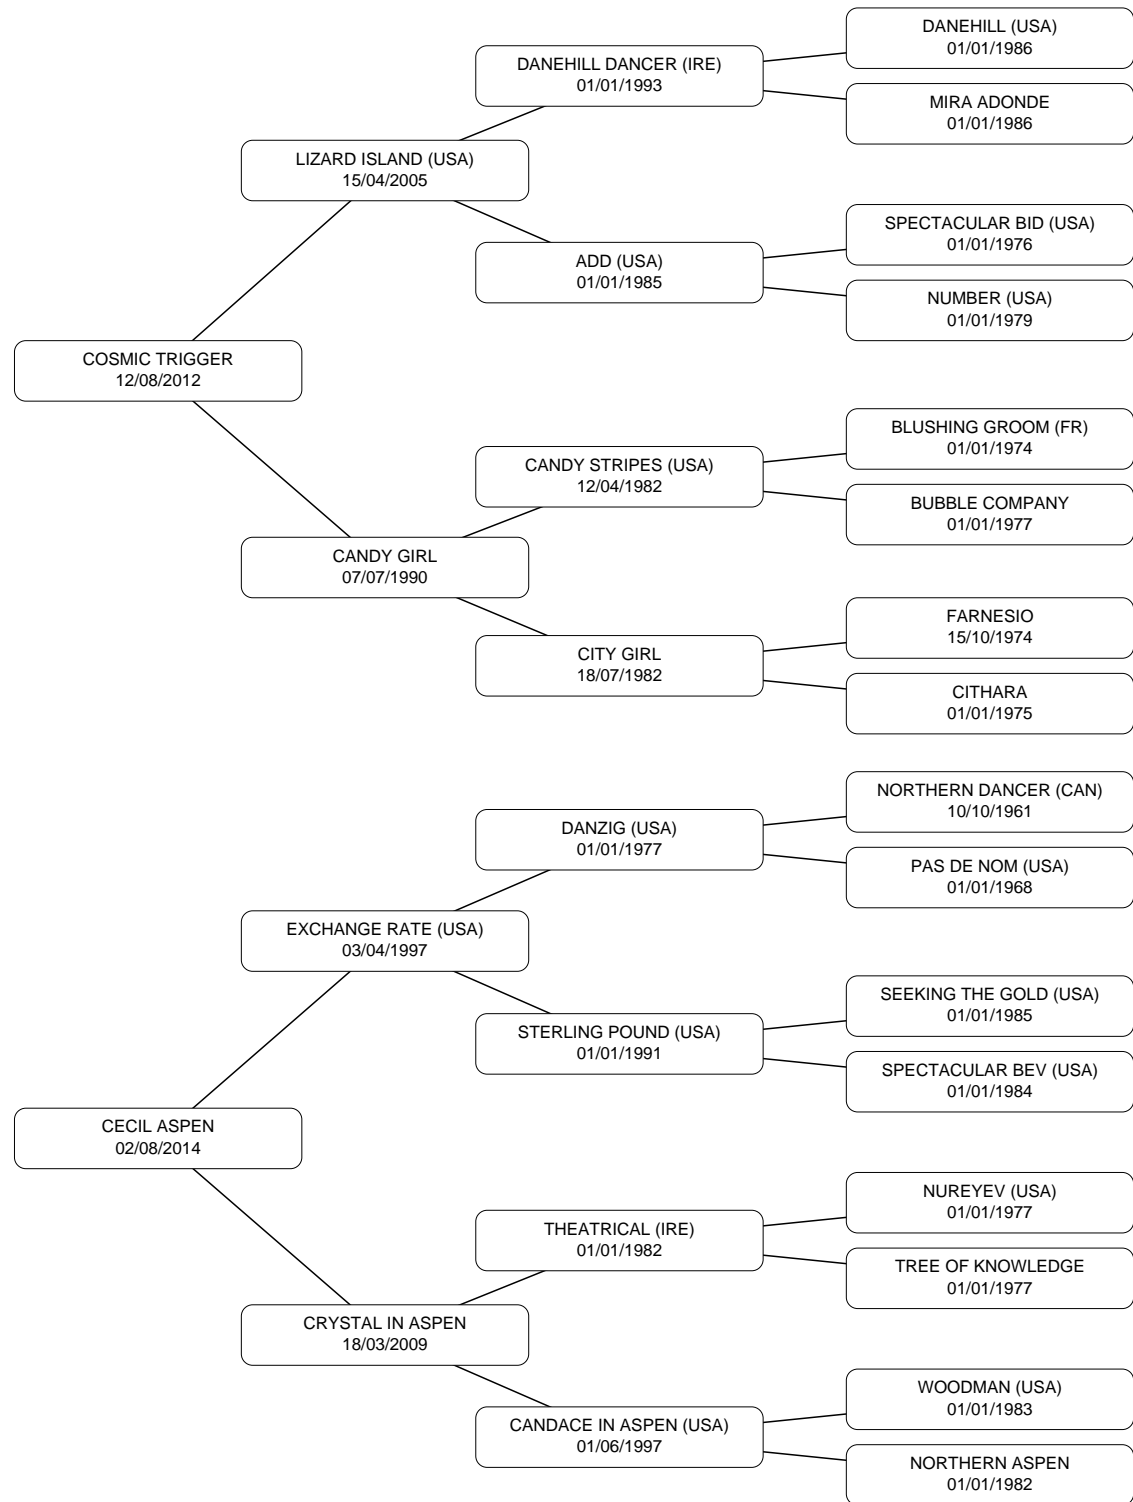 DANEHILL (USA)
01/01/1986
DANEHILL DANCER (IRE)
01/01/1993
MIRA ADONDE
01/01/1986
LIZARD ISLAND (USA)
15/04/2005
SPECTACULAR BID (USA)
01/01/1976
ADD (USA)
01/01/1985
NUMBER (USA)
01/01/1979
COSMIC TRIGGER
12/08/2012
BLUSHING GROOM (FR)
01/01/1974
CANDY STRIPES (USA)
12/04/1982
BUBBLE COMPANY
01/01/1977
CANDY GIRL
07/07/1990
FARNESIO
15/10/1974
CITY GIRL
18/07/1982
CITHARA
01/01/1975
NORTHERN DANCER (CAN)
10/10/1961
DANZIG (USA)
01/01/1977
PAS DE NOM (USA)
01/01/1968
EXCHANGE RATE (USA)
03/04/1997
SEEKING THE GOLD (USA)
01/01/1985
STERLING POUND (USA)
01/01/1991
SPECTACULAR BEV (USA)
01/01/1984
CECIL ASPEN
02/08/2014
NUREYEV (USA)
01/01/1977
THEATRICAL (IRE)
01/01/1982
TREE OF KNOWLEDGE
01/01/1977
CRYSTAL IN ASPEN
18/03/2009
WOODMAN (USA)
01/01/1983
CANDACE IN ASPEN (USA)
01/06/1997
NORTHERN ASPEN
01/01/1982